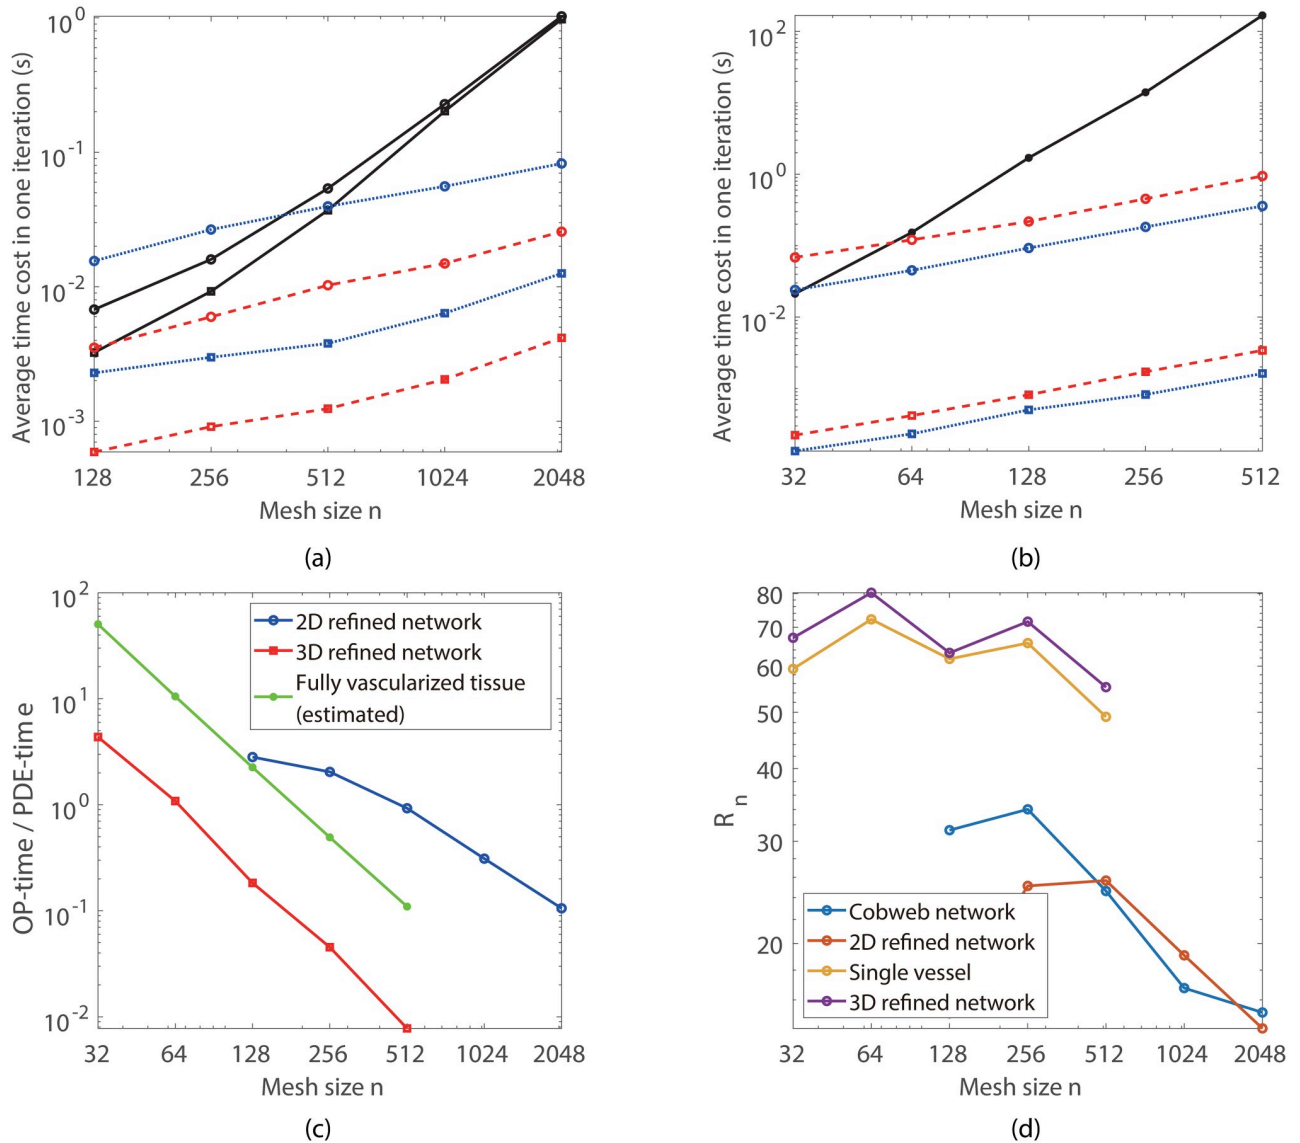 10^0
10^-1
10^-2
10^-3
Average time cost in one iteration (s)
128 256 512 1024 2048
Mesh size n
(a)
10^2
10^0
10^-2
Average time cost in one iteration (s)
32 64 128 256 512
Mesh size n
(b)
10^2
10^1
10^0
10^-1
10^-2
OP-time / PDE-time
2D refined network
3D refined network
Fully vascularized tissue
(estimated)
32 64 128 256 512 1024 2048
Mesh size n
(c)
80
70
60
50
40
30
20
R_n
Cobweb network
2D refined network
Single vessel
3D refined network
32 64 128 256 512 1024 2048
Mesh size n
(d)